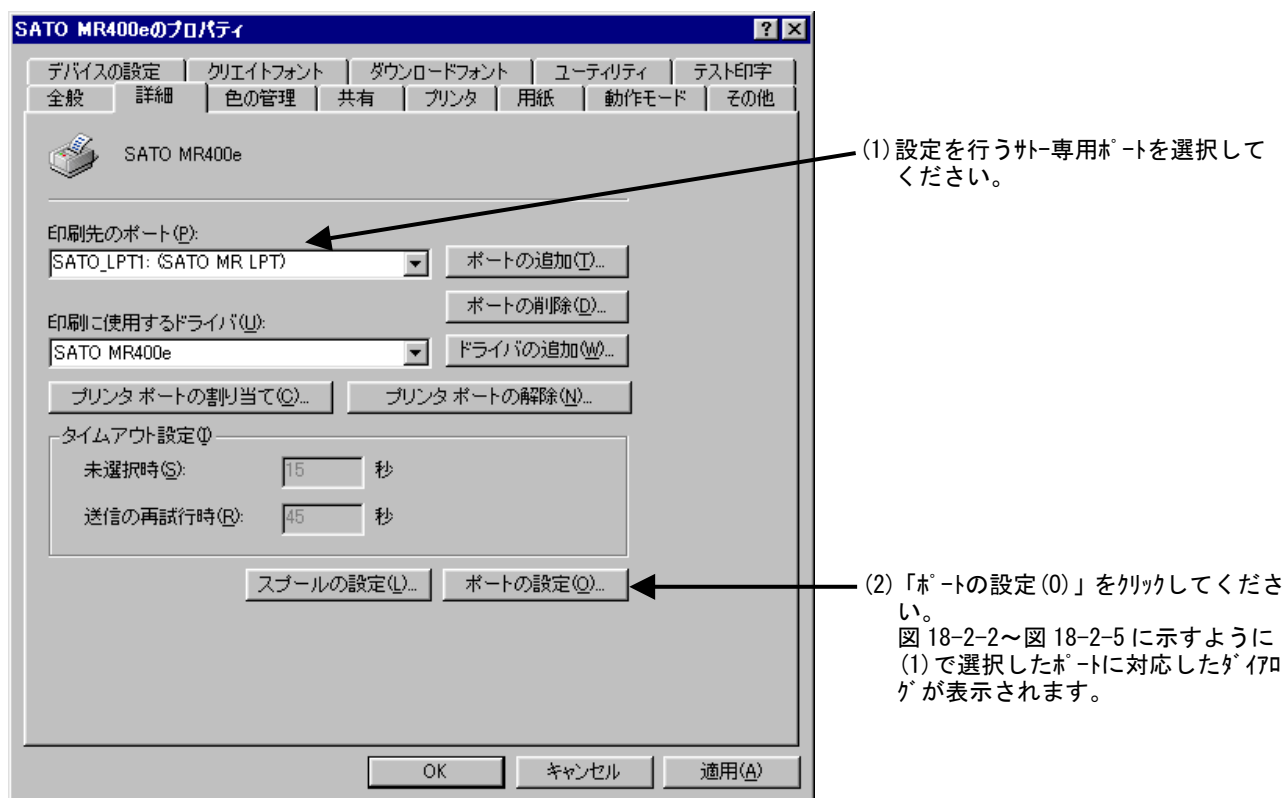 SATO MR400eのプロパティ
デバイスの設定 クリエイトフォント ダウンロードフォント ユーティリティ テスト印字
全般 詳細 色の管理 共有 プリンタ 用紙 動作モード その他
SATO MR400e
印刷先のポート(P):
SATO_LPT1: (SATO MR LPT)
ポートの追加(T)...
ポートの削除(D)...
印刷に使用するドライバ(U):
SATO MR400e
ドライバの追加(W)...
プリンタ ポートの割り当て(C)... プリンタ ポートの解除(N)...
タイムアウト設定(I)
未選択時(S): 15 秒
送信の再試行時(R): 45 秒
スプールの設定(L)... ポートの設定(O)...
OK キャンセル 適用(A)
(1)設定を行うｻﾄｰ専用ﾎﾟｰﾄを選択して
ください。
(2)「ﾎﾟｰﾄの設定(O)」をｸﾘｯｸしてくださ
い。
図 18-2-2～図 18-2-5 に示すように
(1)で選択したﾎﾟｰﾄに対応したﾀﾞｲｱﾛ
ｸﾞが表示されます。